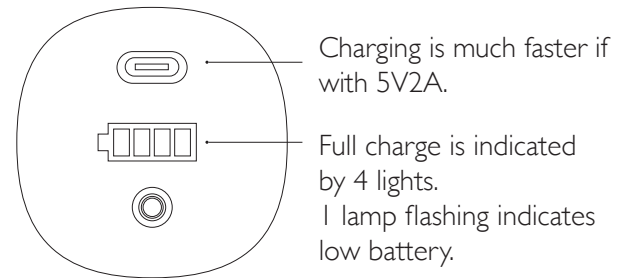 Charging is much faster if
with 5V2A.
Full charge is indicated
by 4 lights.
1 lamp flashing indicates
low battery.